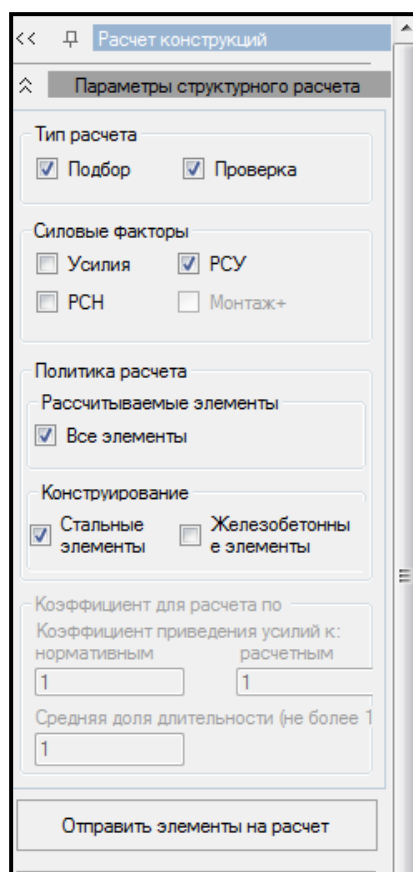 << Расчет конструкций
Параметры структурного расчета
Тип расчета
Подбор Проверка
Силовые факторы
Усилия РСУ
РСН Монтаж+
Политика расчета
Рассчитываемые элементы
Все элементы
Конструирование
Стальные Железобетонны
элементы е элементы
Коэффициент для расчета по
Коэффициент приведения усилий к:
нормативным расчетным
1 1
Средняя доля длительности (не более 1
1
Отправить элементы на расчет